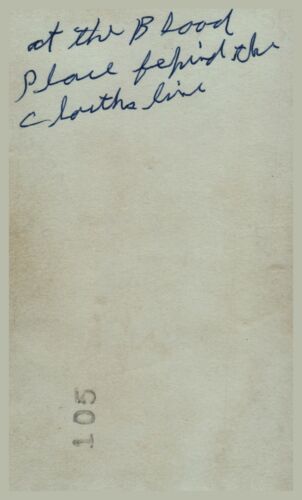 at the Blood
Place behind the
Clouths line
105